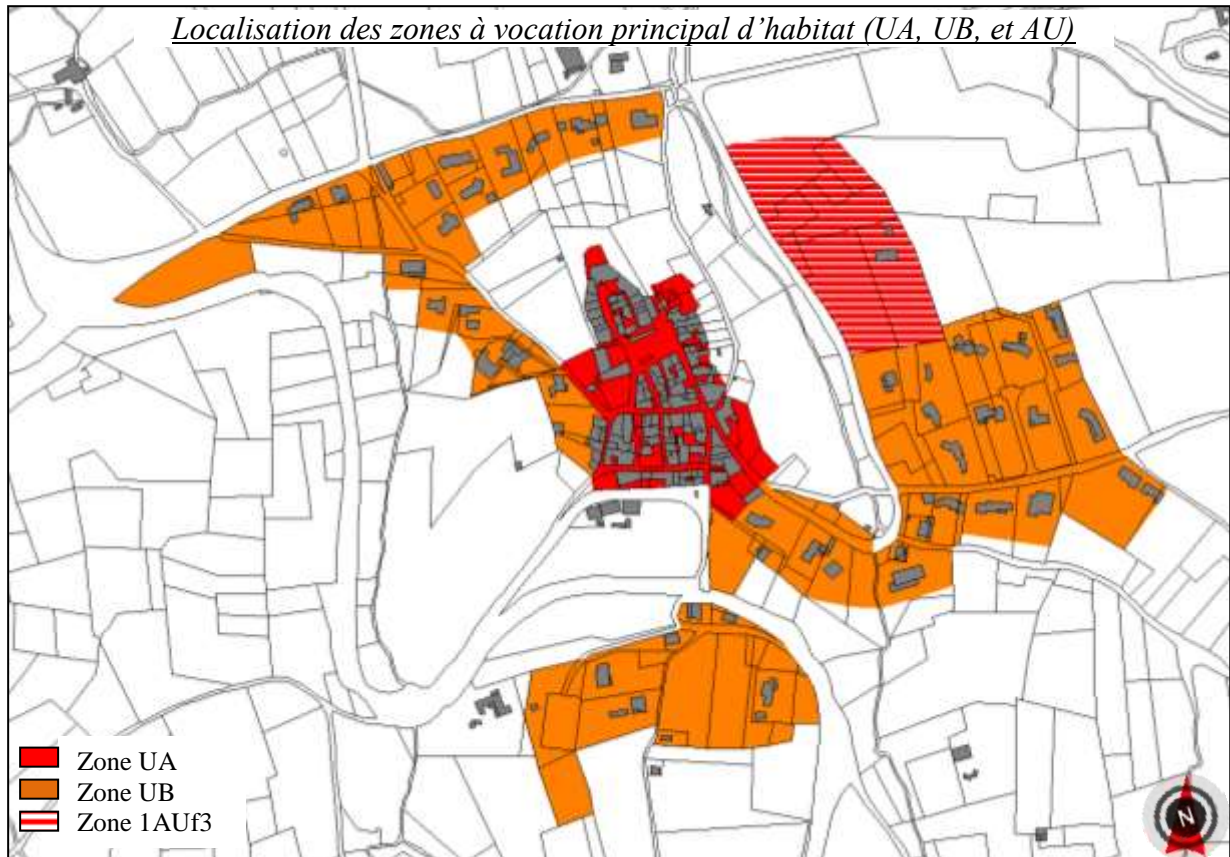 Localisation des zones à vocation principal d’habitat (UA, UB, et AU)
Zone UA
Zone UB
Zone 1AUf3
N